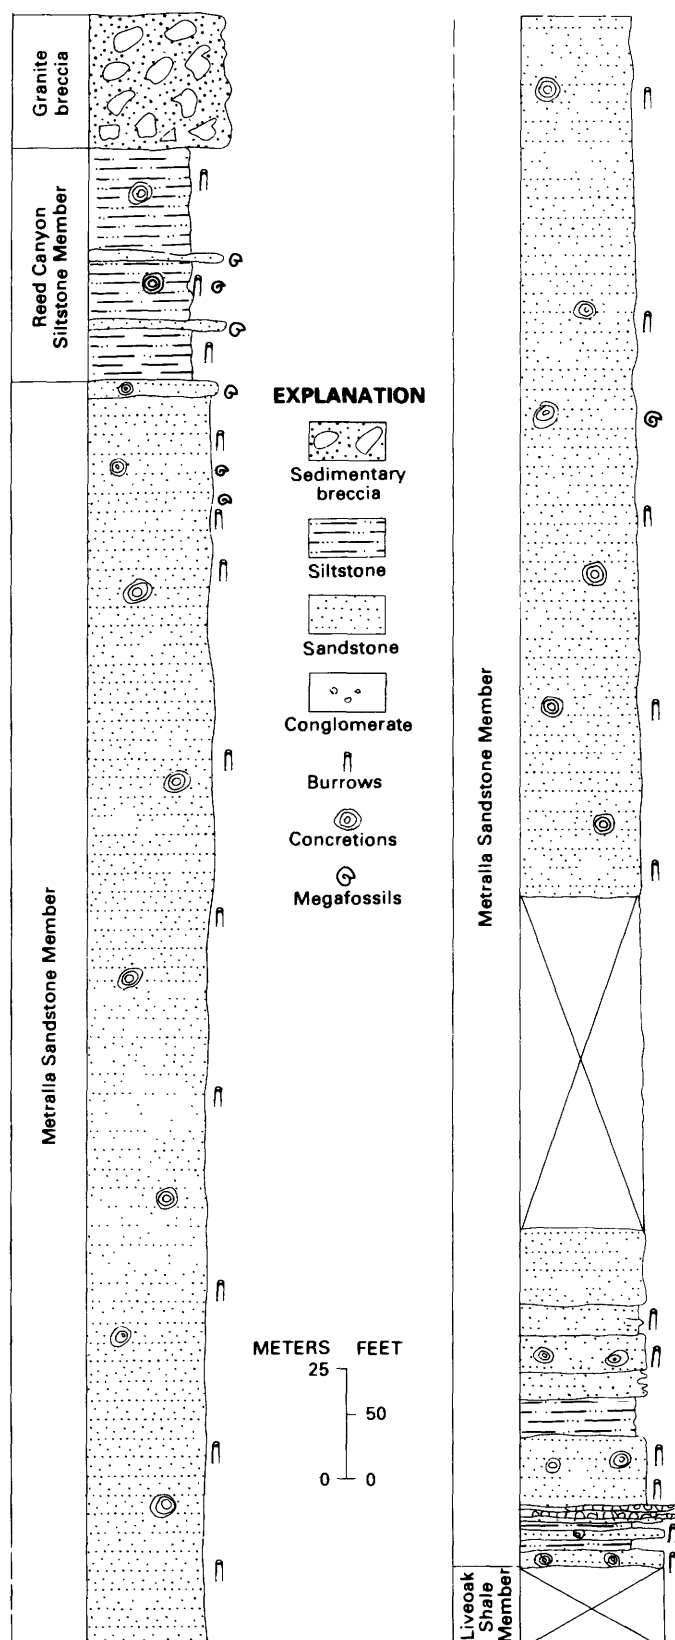 Granite
breccia
Reed Canyon
Siltstone Member
Metralla Sandstone Member
EXPLANATION
Sedimentary
breccia
Siltstone
Sandstone
Conglomerate
Burrows
Concretions
Megafossils
METERS FEET
25
50
0 0
Metralla Sandstone Member
Liveoak
Shale
Member